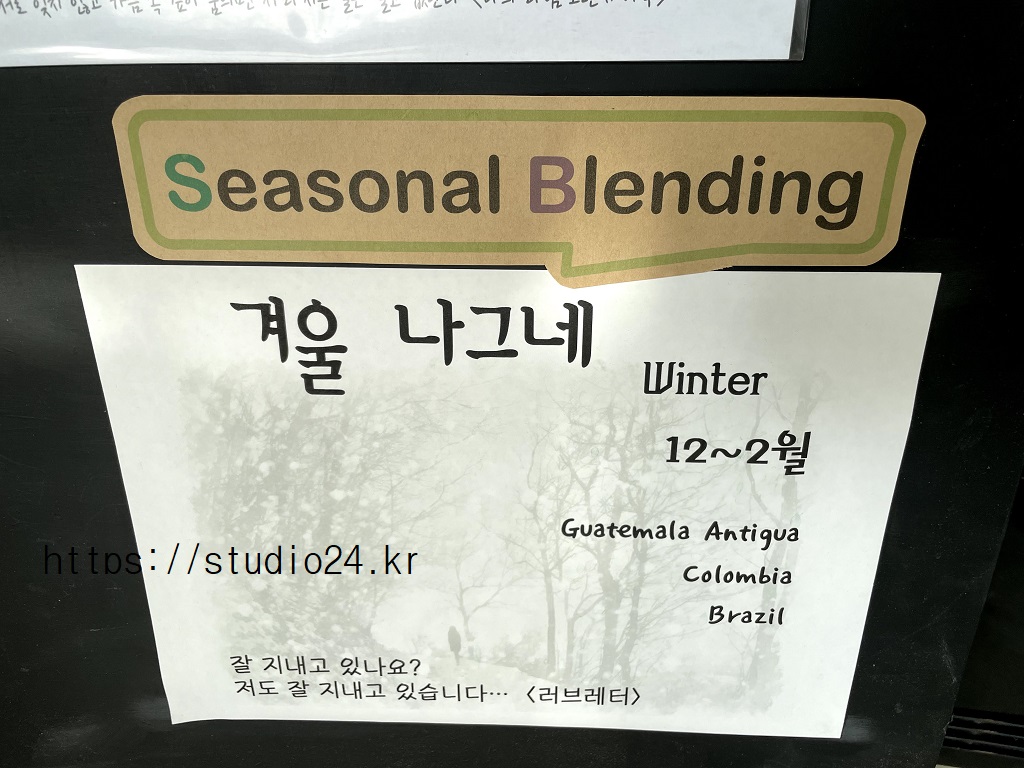 Seasonal Blending
겨울 나그네
Winter
12~2월
Guatemala Antigua
Colombia
Brazil
https://studio24.kr
잘 지내고 있나요?
저도 잘 지내고 있습니다… <러브레터>